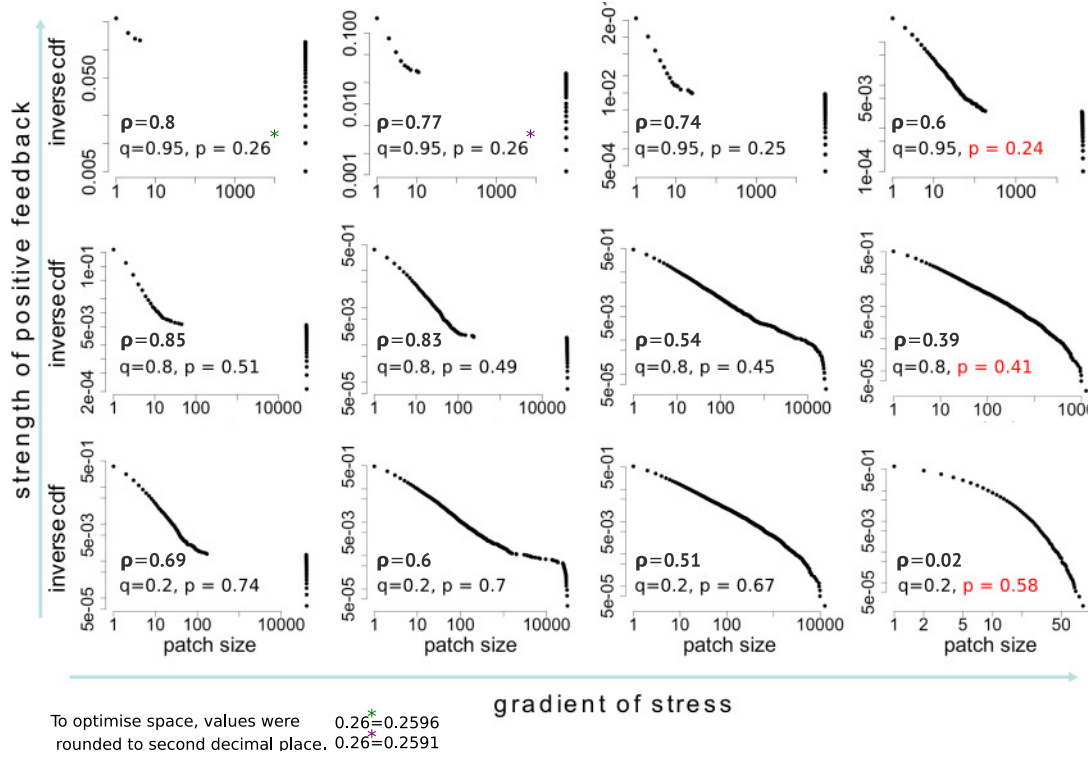 strength of positive feedback
inversecdf
0.050
0.005
ρ=0.8
*
q=0.95, p = 0.26
1
10
1000
0.100
0.010
0.001
ρ=0.77
*
q=0.95, p = 0.26
1
10
1000
2e-01
1e-02
5e-04
ρ=0.74
q=0.95, p = 0.25
1
10
1000
5e-03
1e-04
ρ=0.6
q=0.95, p = 0.24
1
10
1000
inversecdf
1e-01
5e-03
2e-04
ρ=0.85
q=0.8, p = 0.51
1
10
100
10000
5e-01
5e-03
5e-05
ρ=0.83
q=0.8, p = 0.49
1
10
100
10000
5e-01
5e-03
5e-05
ρ=0.54
q=0.8, p = 0.45
1
10
100
10000
5e-01
5e-03
5e-05
ρ=0.39
q=0.8, p = 0.41
1
10
100
1000
inversecdf
5e-01
5e-03
5e-05
ρ=0.69
q=0.2, p = 0.74
1
10
100
10000
patch size
5e-01
5e-03
5e-05
ρ=0.6
q=0.2, p = 0.7
1
10
100
10000
patch size
5e-01
5e-03
5e-05
ρ=0.51
q=0.2, p = 0.67
1
10
100
10000
patch size
5e-01
5e-03
5e-05
ρ=0.02
q=0.2, p = 0.58
1
2
5
10
50
patch size
gradient of stress
To optimise space, values were
rounded to second decimal place.
0.26*=0.2596
0.26*=0.2591